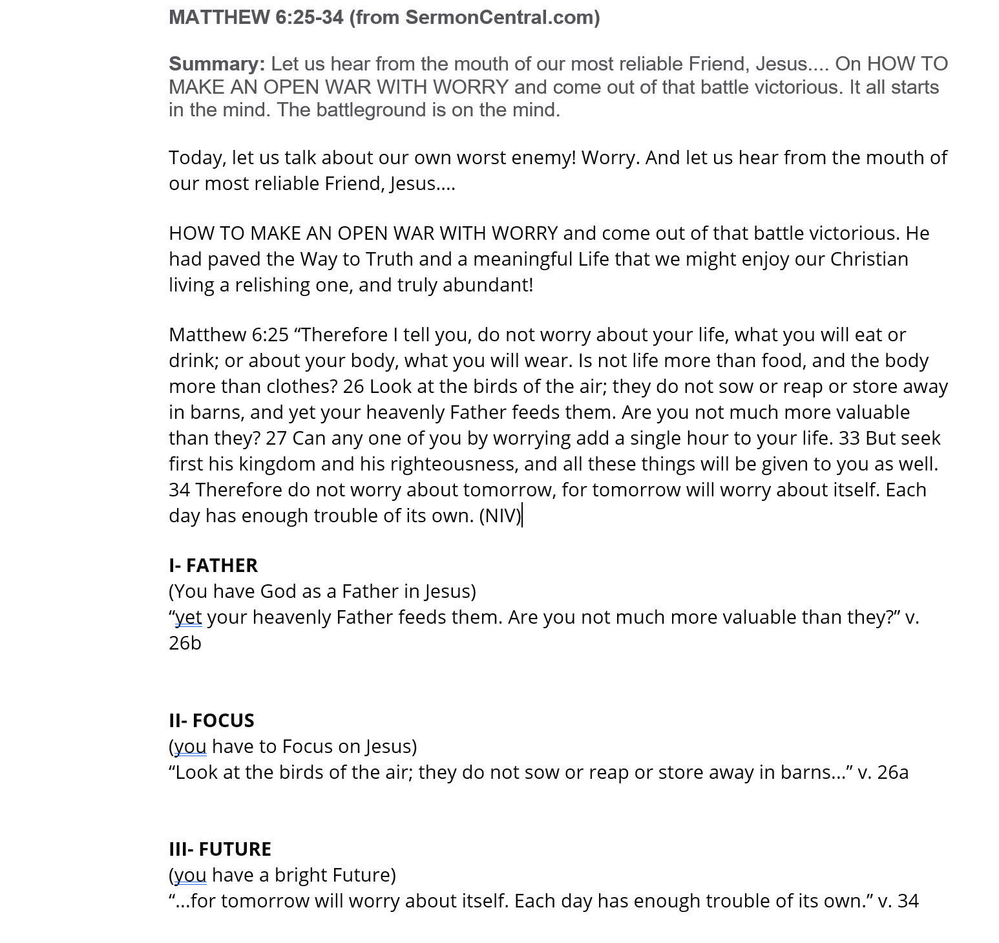 MATTHEW 6:25-34 (from SermonCentral.com)
Summary: Let us hear from the mouth of our most reliable Friend, Jesus.... On HOW TO
MAKE AN OPEN WAR WITH WORRY and come out of that battle victorious. It all starts
in the mind. The battleground is on the mind.
Today, let us talk about our own worst enemy! Worry. And let us hear from the mouth of
our most reliable Friend, Jesus....
HOW TO MAKE AN OPEN WAR WITH WORRY and come out of that battle victorious. He
had paved the Way to Truth and a meaningful Life that we might enjoy our Christian
living a relishing one, and truly abundant!
Matthew 6:25 “Therefore I tell you, do not worry about your life, what you will eat or
drink; or about your body, what you will wear. Is not life more than food, and the body
more than clothes? 26 Look at the birds of the air; they do not sow or reap or store away
in barns, and yet your heavenly Father feeds them. Are you not much more valuable
than they? 27 Can any one of you by worrying add a single hour to your life. 33 But seek
first his kingdom and his righteousness, and all these things will be given to you as well.
34 Therefore do not worry about tomorrow, for tomorrow will worry about itself. Each
day has enough trouble of its own. (NIV)
I- FATHER
(You have God as a Father in Jesus)
“yet your heavenly Father feeds them. Are you not much more valuable than they?” v.
26b
II- FOCUS
(you have to Focus on Jesus)
“Look at the birds of the air; they do not sow or reap or store away in barns...” v. 26a
III- FUTURE
(you have a bright Future)
“...for tomorrow will worry about itself. Each day has enough trouble of its own.” v. 34